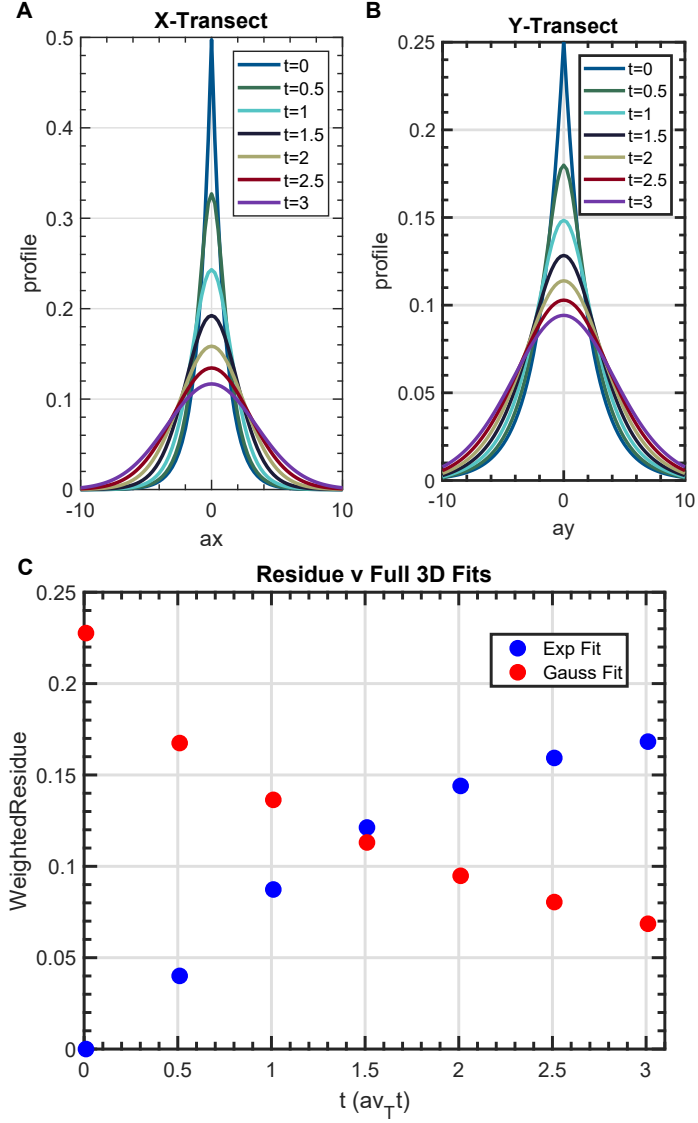 A
X-Transect
0.5
0.4
0.3
0.2
0.1
0
profile
-10
0
10
ax
t=0
t=0.5
t=1
t=1.5
t=2
t=2.5
t=3
B
Y-Transect
0.25
0.2
0.15
0.1
0.05
0
profile
-10
0
10
ay
t=0
t=0.5
t=1
t=1.5
t=2
t=2.5
t=3
C
Residue v Full 3D Fits
0.25
0.2
0.15
0.1
0.05
0
WeightedResidue
Exp Fit
Gauss Fit
0
0.5
1
1.5
2
2.5
3
t (av_T t)